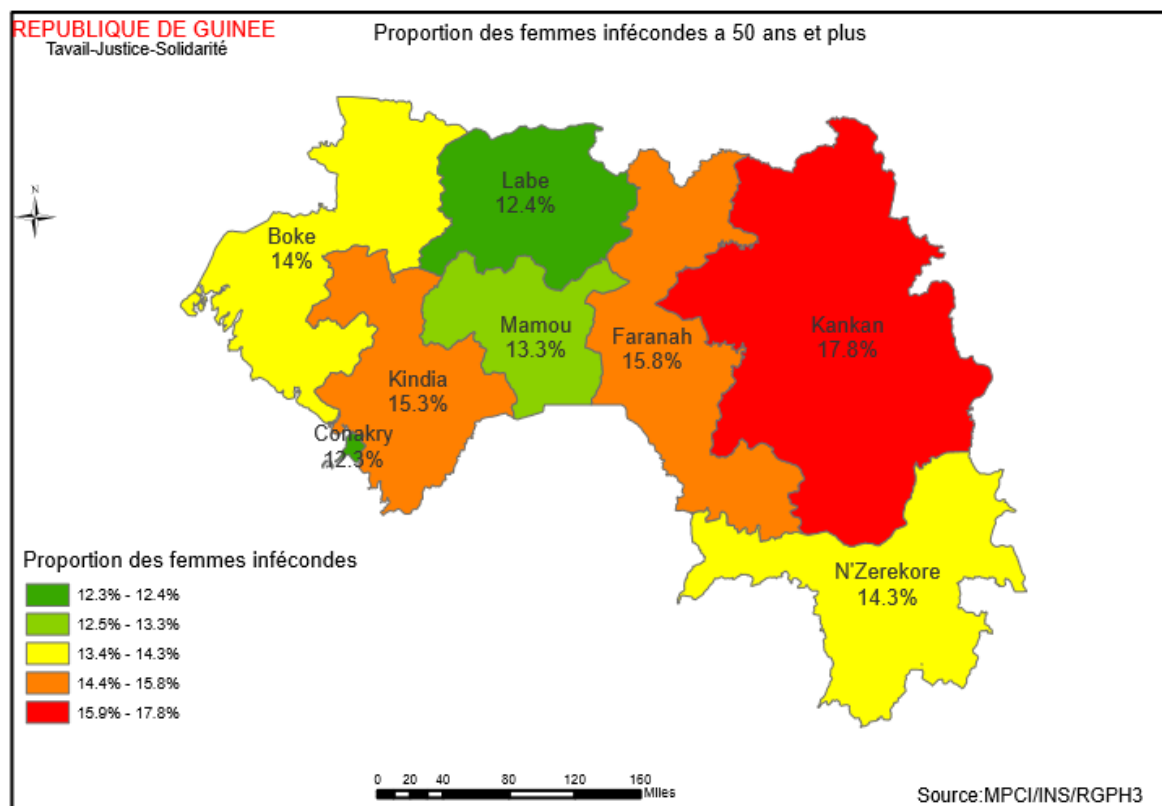 REPUBLIQUE DE GUINEE
Tavail-Justice-Solidarité
Proportion des femmes infécondes a 50 ans et plus
N
Labe
12.4%
Boke
14%
Mamou
13.3%
Faranah
15.8%
Kankan
17.8%
Kindia
15.3%
Conakry
12.3%
N'Zerekore
14.3%
Proportion des femmes infécondes
12.3% - 12.4%
12.5% - 13.3%
13.4% - 14.3%
14.4% - 15.8%
15.9% - 17.8%
0 20 40 80 120 160
Miles
Source:MPCI/INS/RGPH3